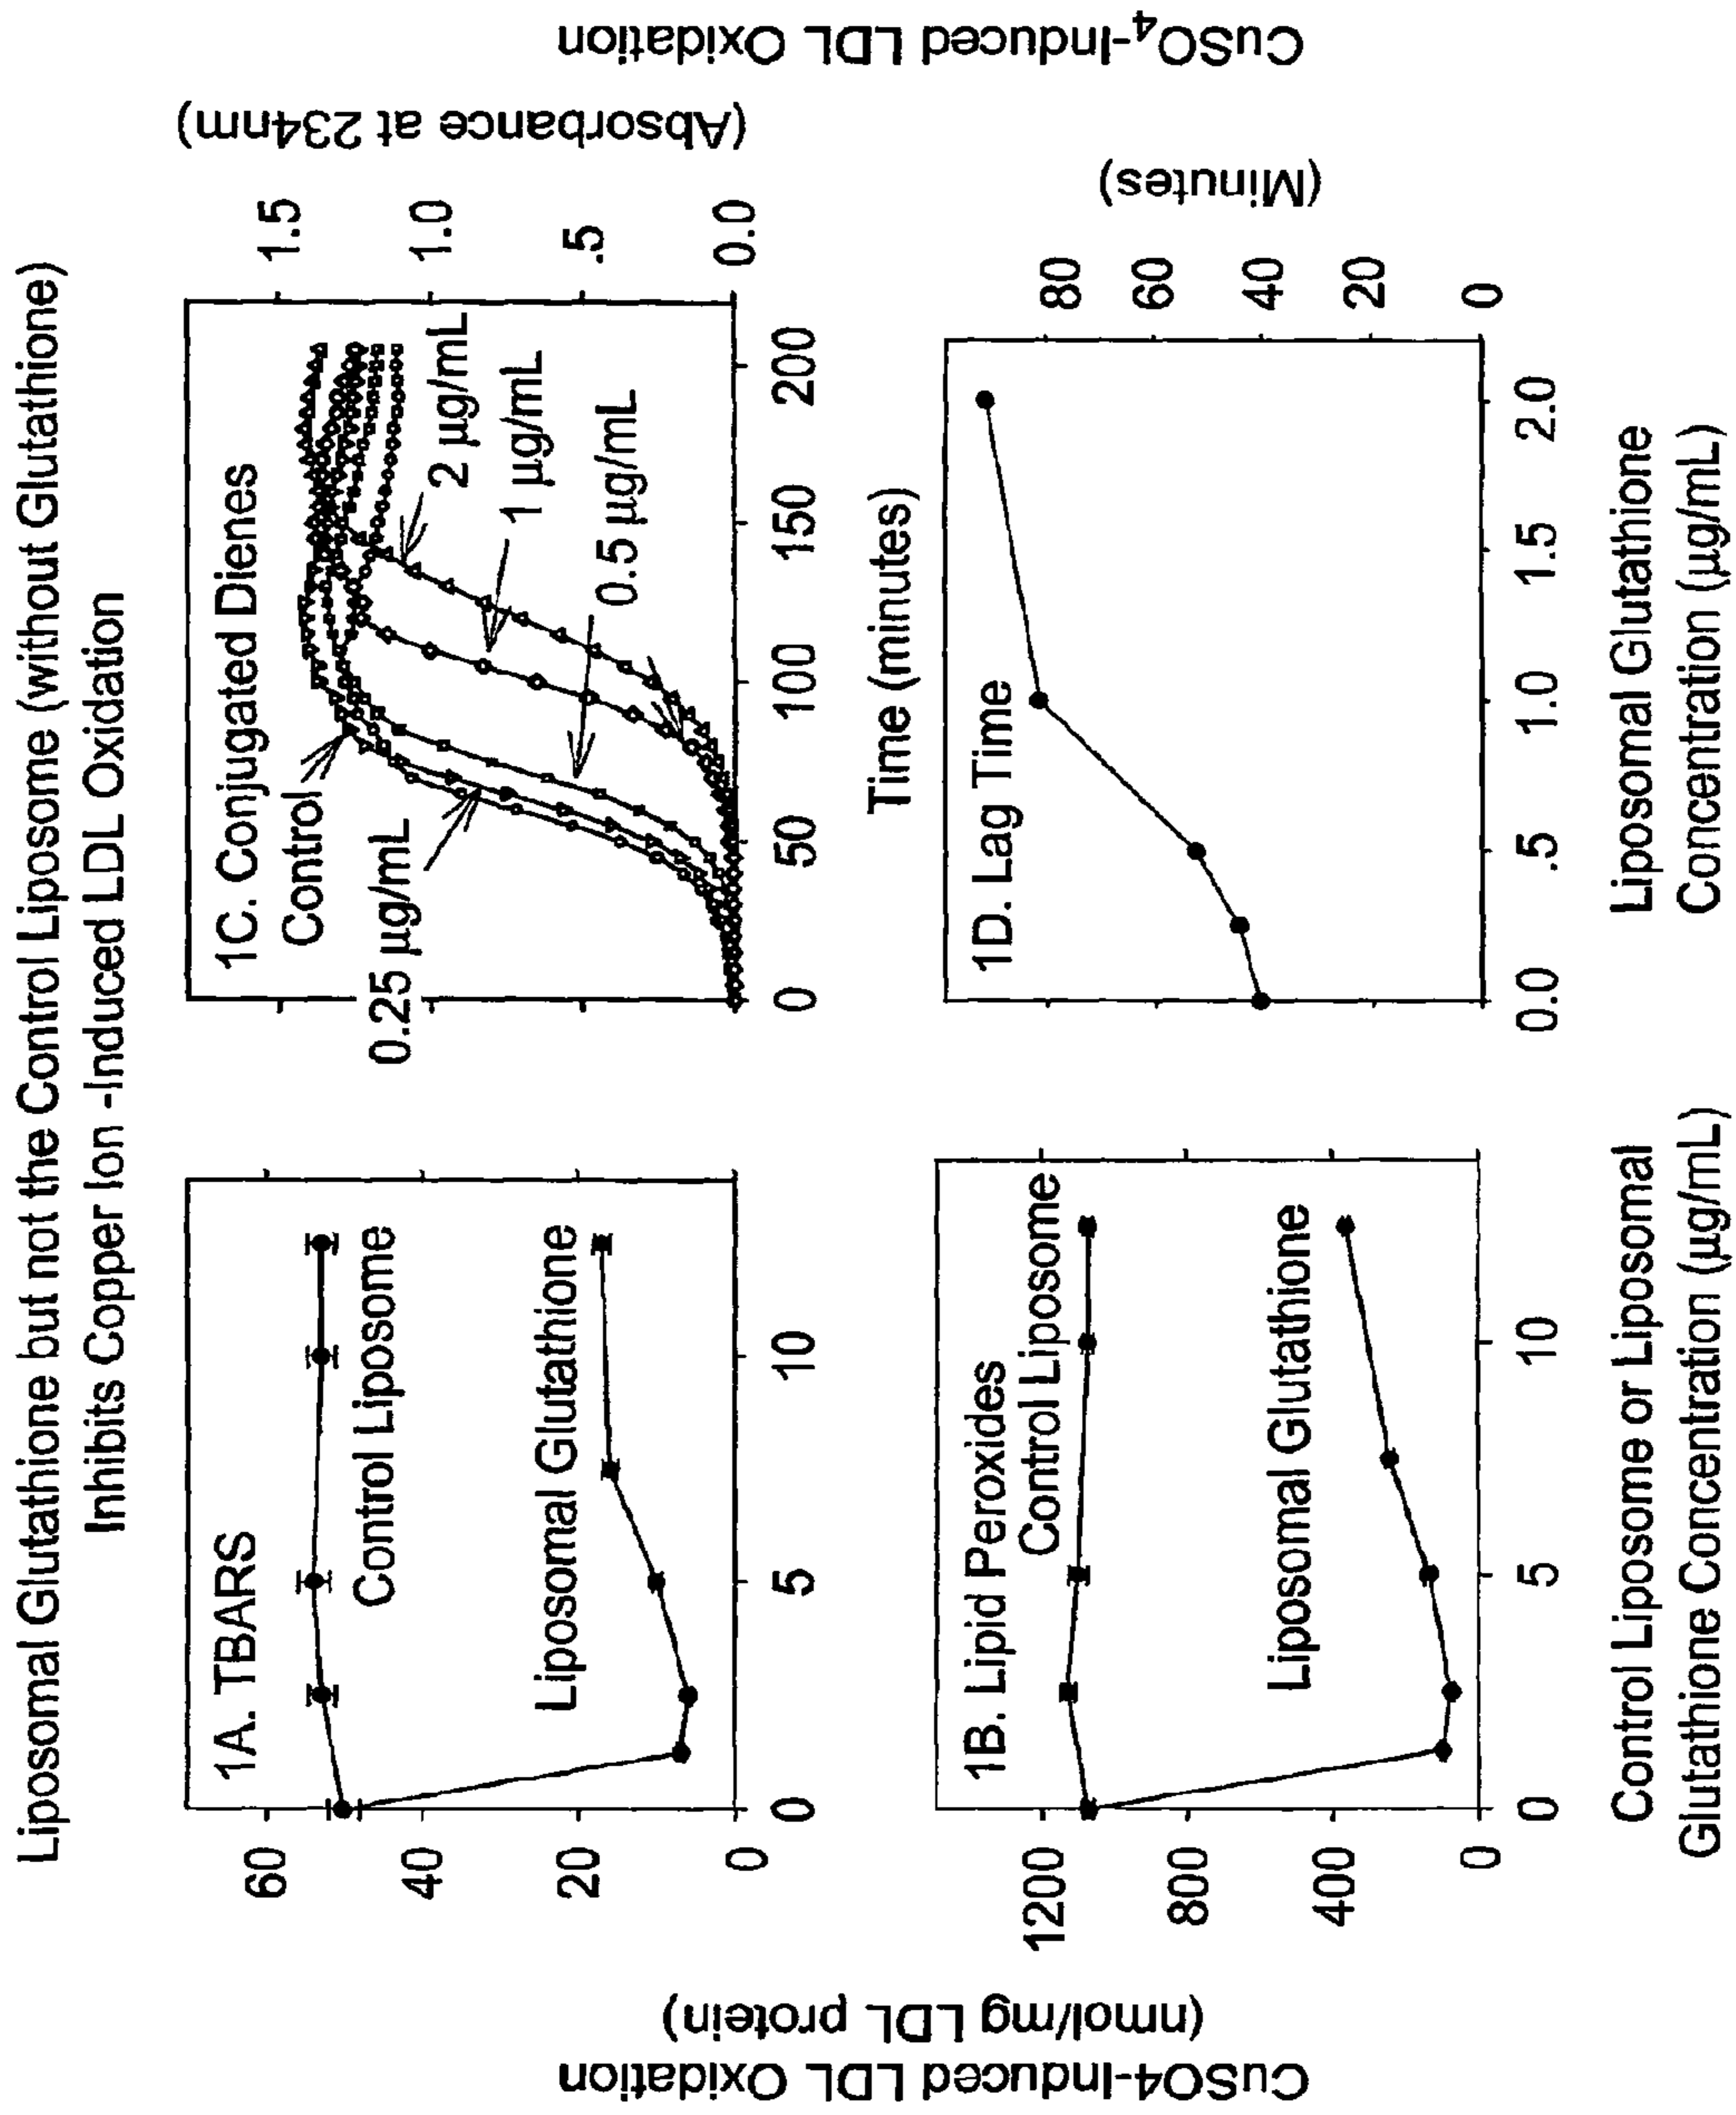 Liposomal Glutathione but not the Control Liposome (without Glutathione)
Inhibits Copper Ion -Induced LDL Oxidation
CuSO4-Induced LDL Oxidation
(nmol/mg LDL protein)
1A. TBARS
Control Liposome
Liposomal Glutathione
60
40
20
0
0
5
10
1C. Conjugated Dienes
Control
0.25 µg/mL
2 µg/mL
1 µg/mL
0.5 µg/mL
1.5
1.0
.5
0.0
0
50
100
150
200
Time (minutes)
(Absorbance at 234nm)
CuSO₄-Induced LDL Oxidation
1B. Lipid Peroxides
Control Liposome
Liposomal Glutathione
1200
800
400
0
0
5
10
Control Liposome or Liposomal
Glutathione Concentration (µg/mL)
1D. Lag Time
80
60
40
20
0
(Minutes)
0.0
.5
1.0
1.5
2.0
Liposomal Glutathione
Concentration (µg/mL)